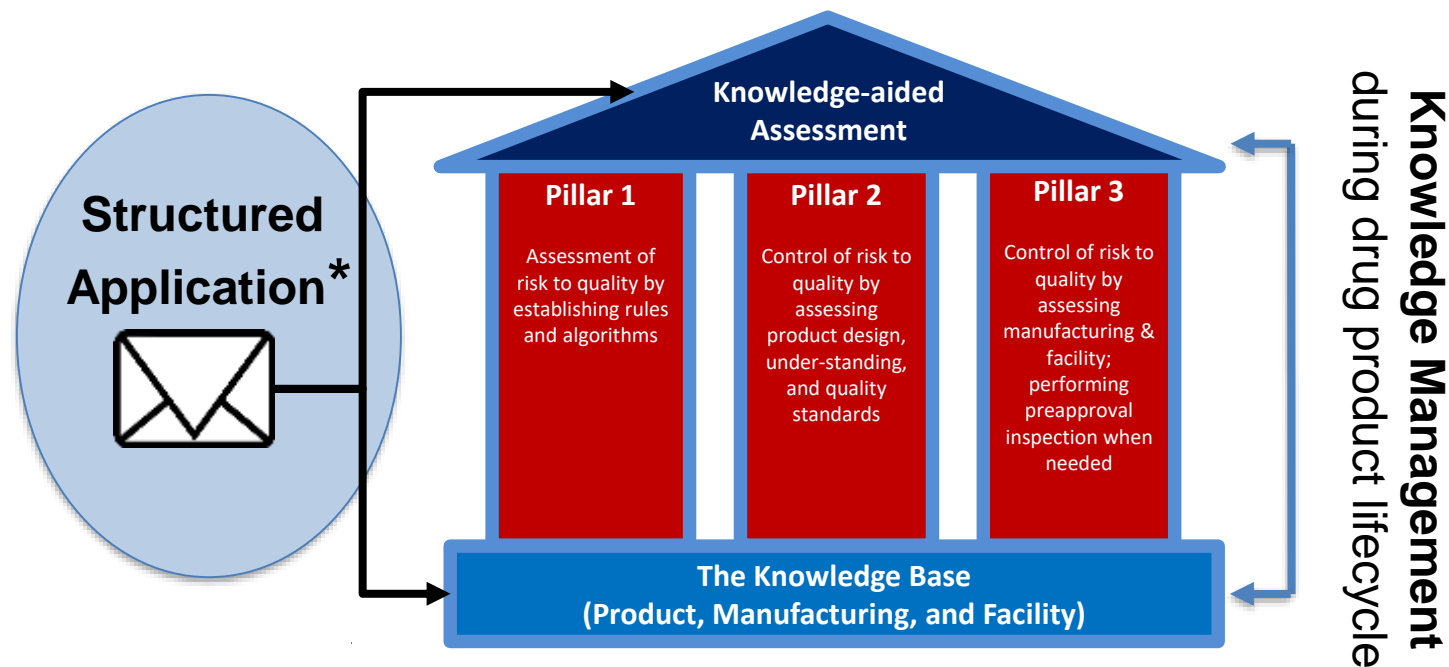 Structured
Application*
Knowledge-aided
Assessment
Pillar 1
Assessment of
risk to quality by
establishing rules
and algorithms
Pillar 2
Control of risk to
quality by
assessing
product design,
under-standing,
and quality
standards
Pillar 3
Control of risk to
quality by
assessing
manufacturing &
facility;
performing
preapproval
inspection when
needed
The Knowledge Base
(Product, Manufacturing, and Facility)
Knowledge Management
during drug product lifecycle